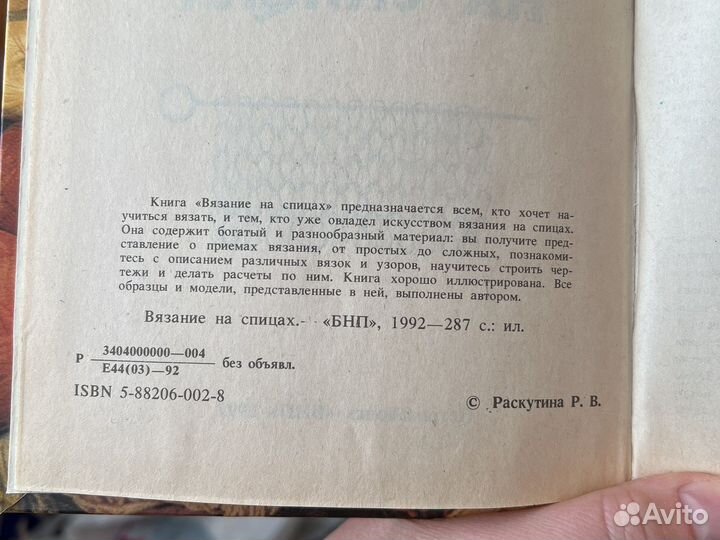 Книга «Вязание на спицах» предназначается всем, кто хочет на-
учиться вязать, и тем, кто уже овладел искусством вязания на спицах.
Она содержит богатый и разнообразный материал: вы получите пред-
ставление о приемах вязания, от простых до сложных, познакоми-
тесь с описанием различных вязок и узоров, научитесь строить чер-
тежи и делать расчеты по ним. Книга хорошо иллюстрирована. Все
образцы и модели, представленные в ней, выполнены автором.
Вязание на спицах.- «БНП», 1992—287 с.: ил.
Р 3404000000—004
Е44(03)—92 без объявл.
ISBN 5-88206-002-8
© Раскутина Р. В.
Avito